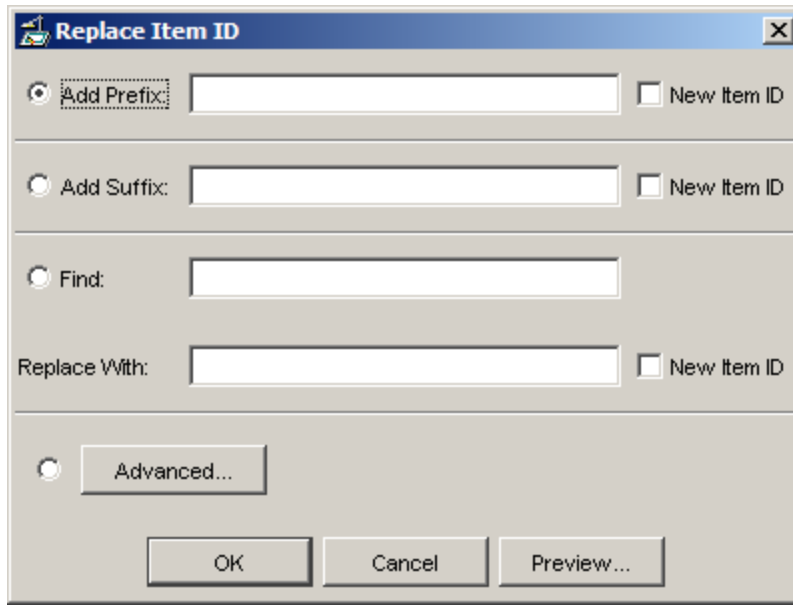 Replace Item ID
Add Prefix: New Item ID
Add Suffix: New Item ID
Find:
Replace With: New Item ID
Advanced...
OK Cancel Preview...